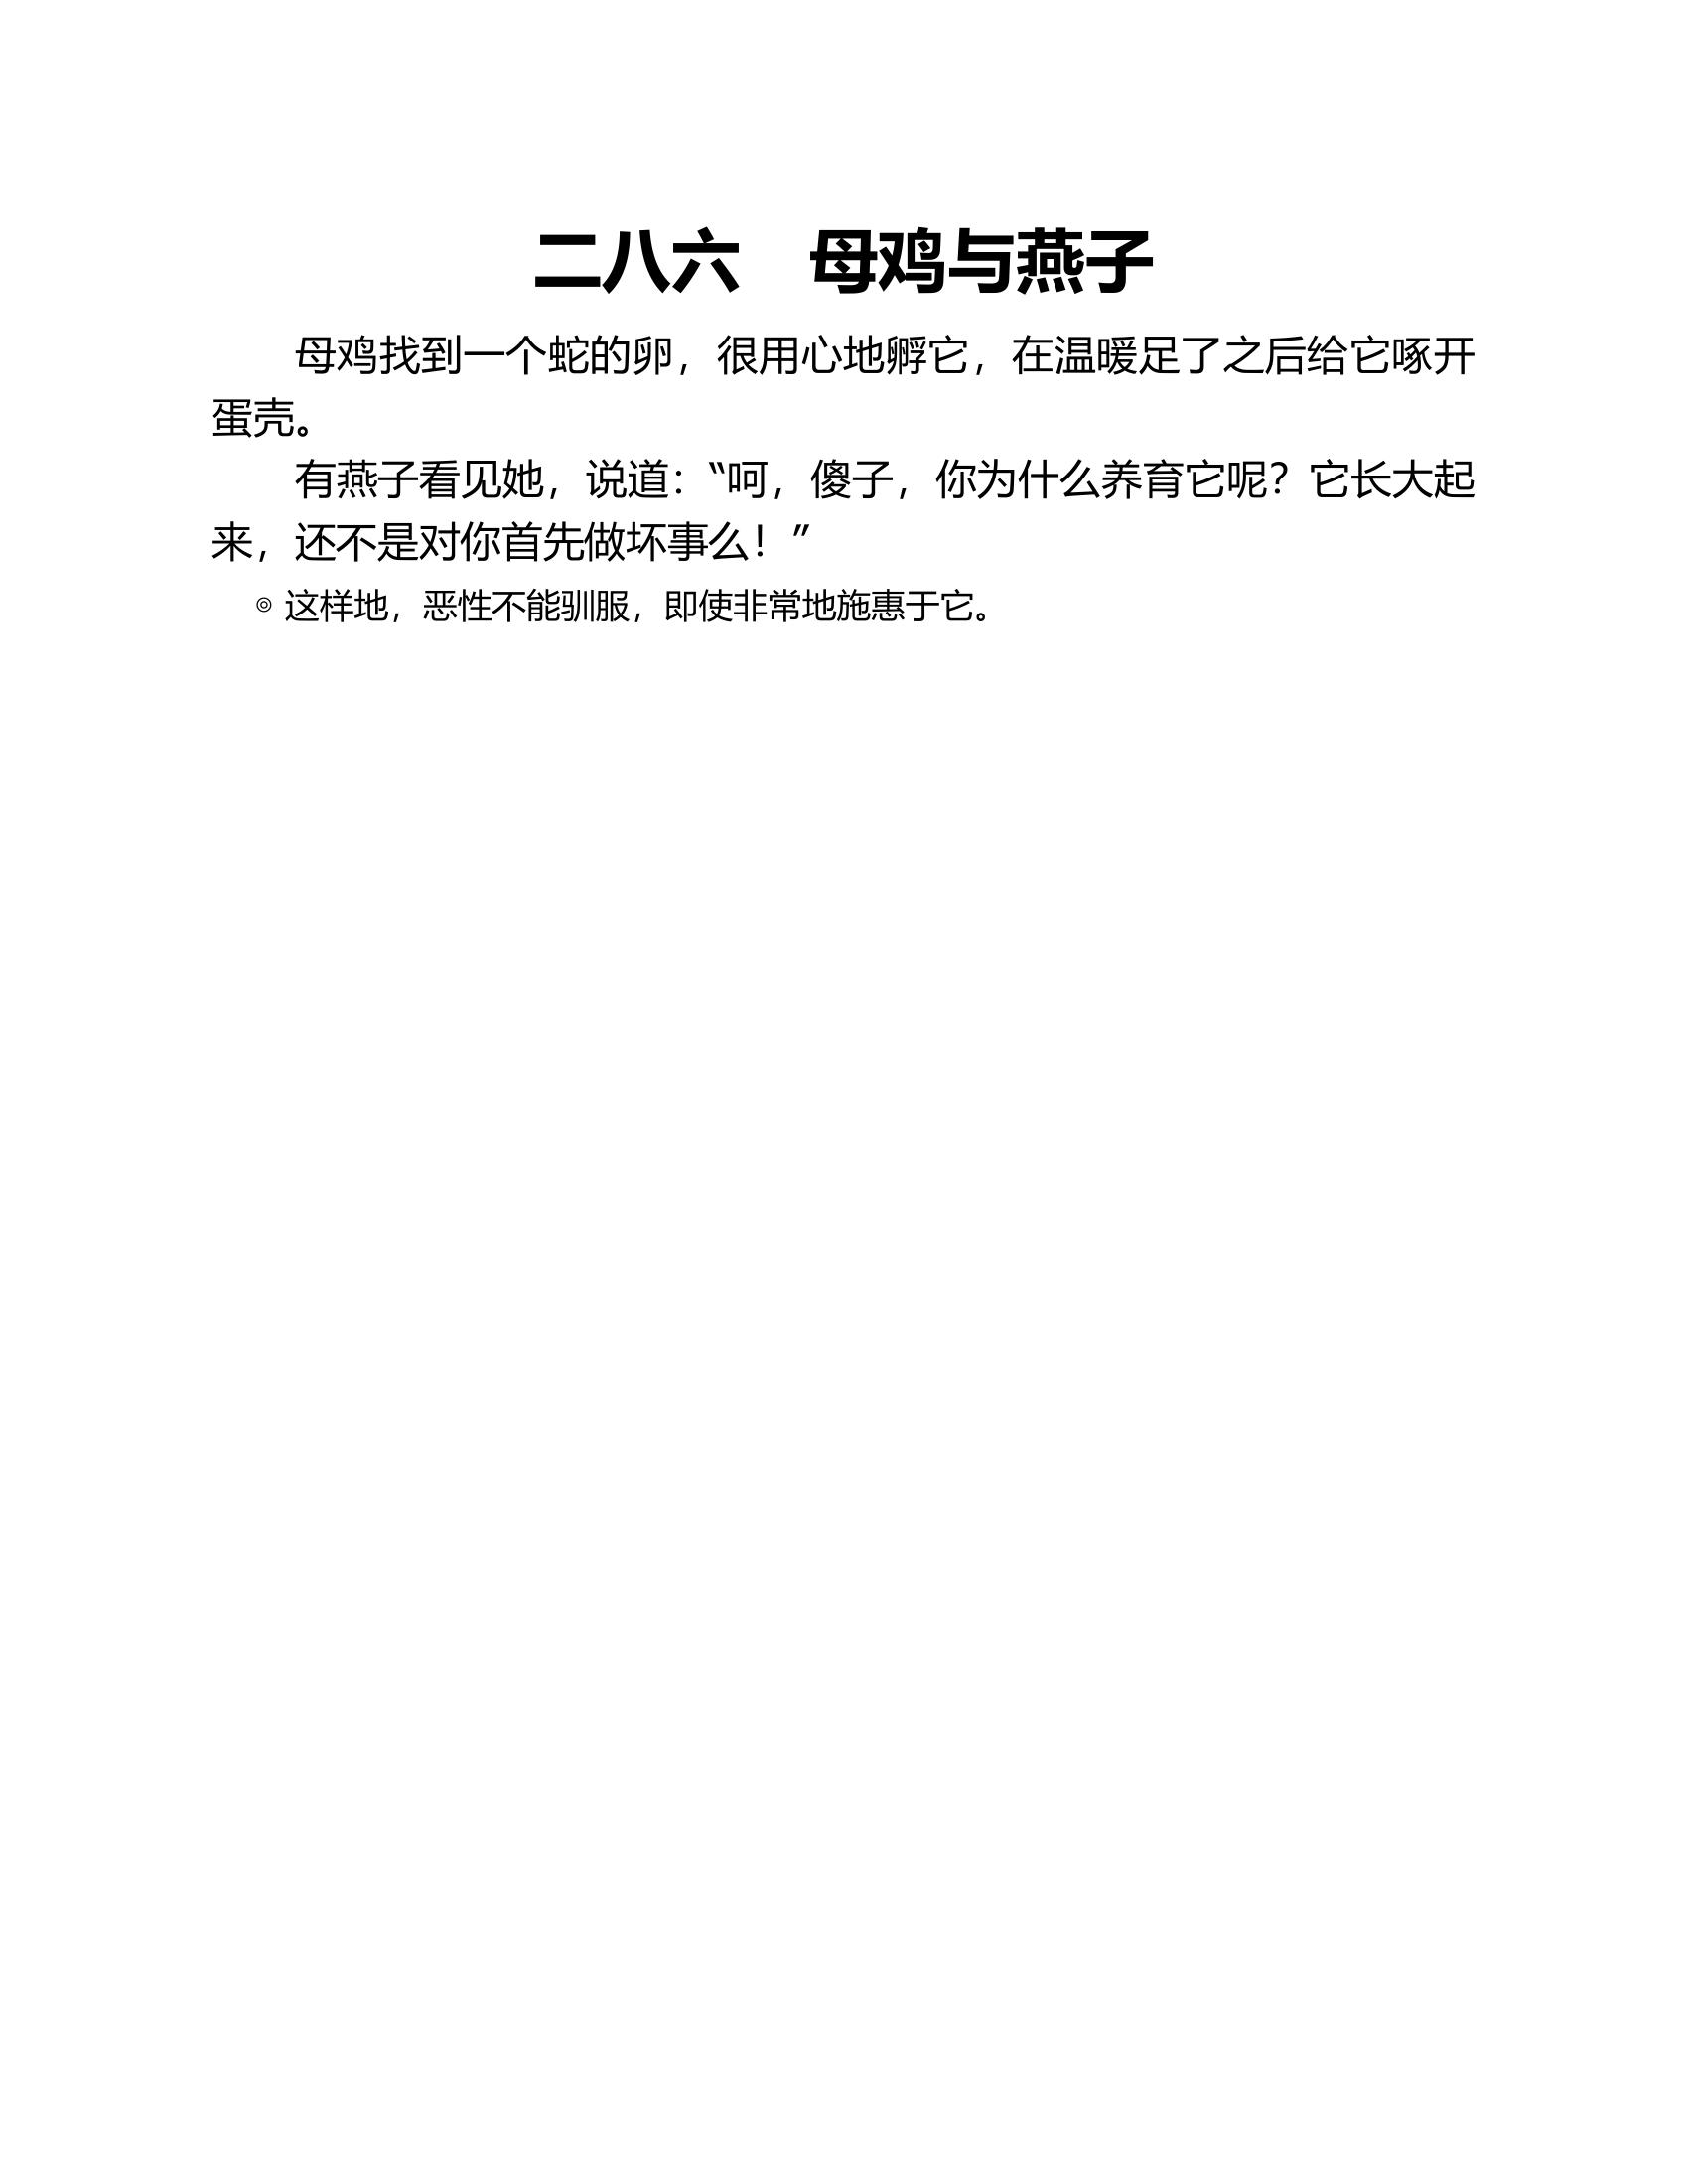 二八六　母鸡与燕子
母鸡找到一个蛇的卵，很用心地孵它，在温暖足了之后给它啄开
蛋壳。
有燕子看见她，说道：“呵，傻子，你为什么养育它呢？它长大起
来，还不是对你首先做坏事么！”
◎ 这样地，恶性不能驯服，即使非常地施惠于它。